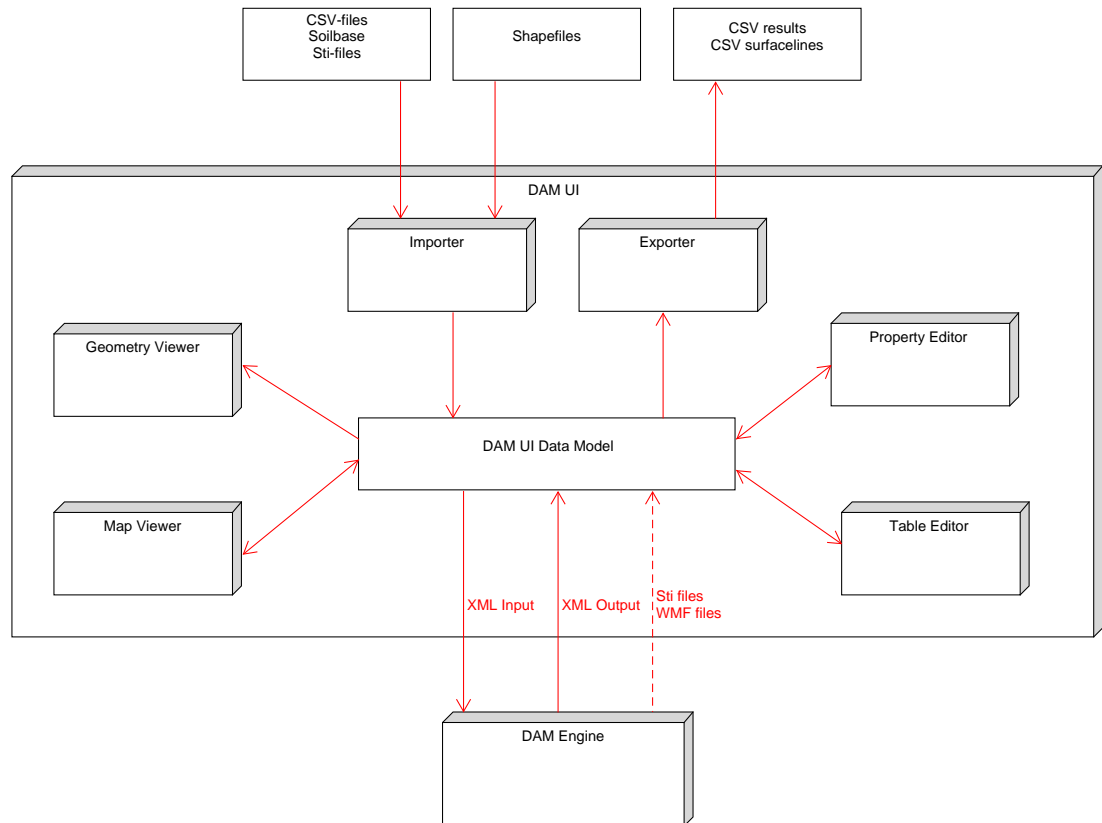 CSV-files
Soilbase
Sti-files
Shapefiles
CSV results
CSV surfacelines
DAM UI
Importer
Exporter
Geometry Viewer
Property Editor
DAM UI Data Model
Map Viewer
Table Editor
XML Input
XML Output
Sti files
WMF files
DAM Engine